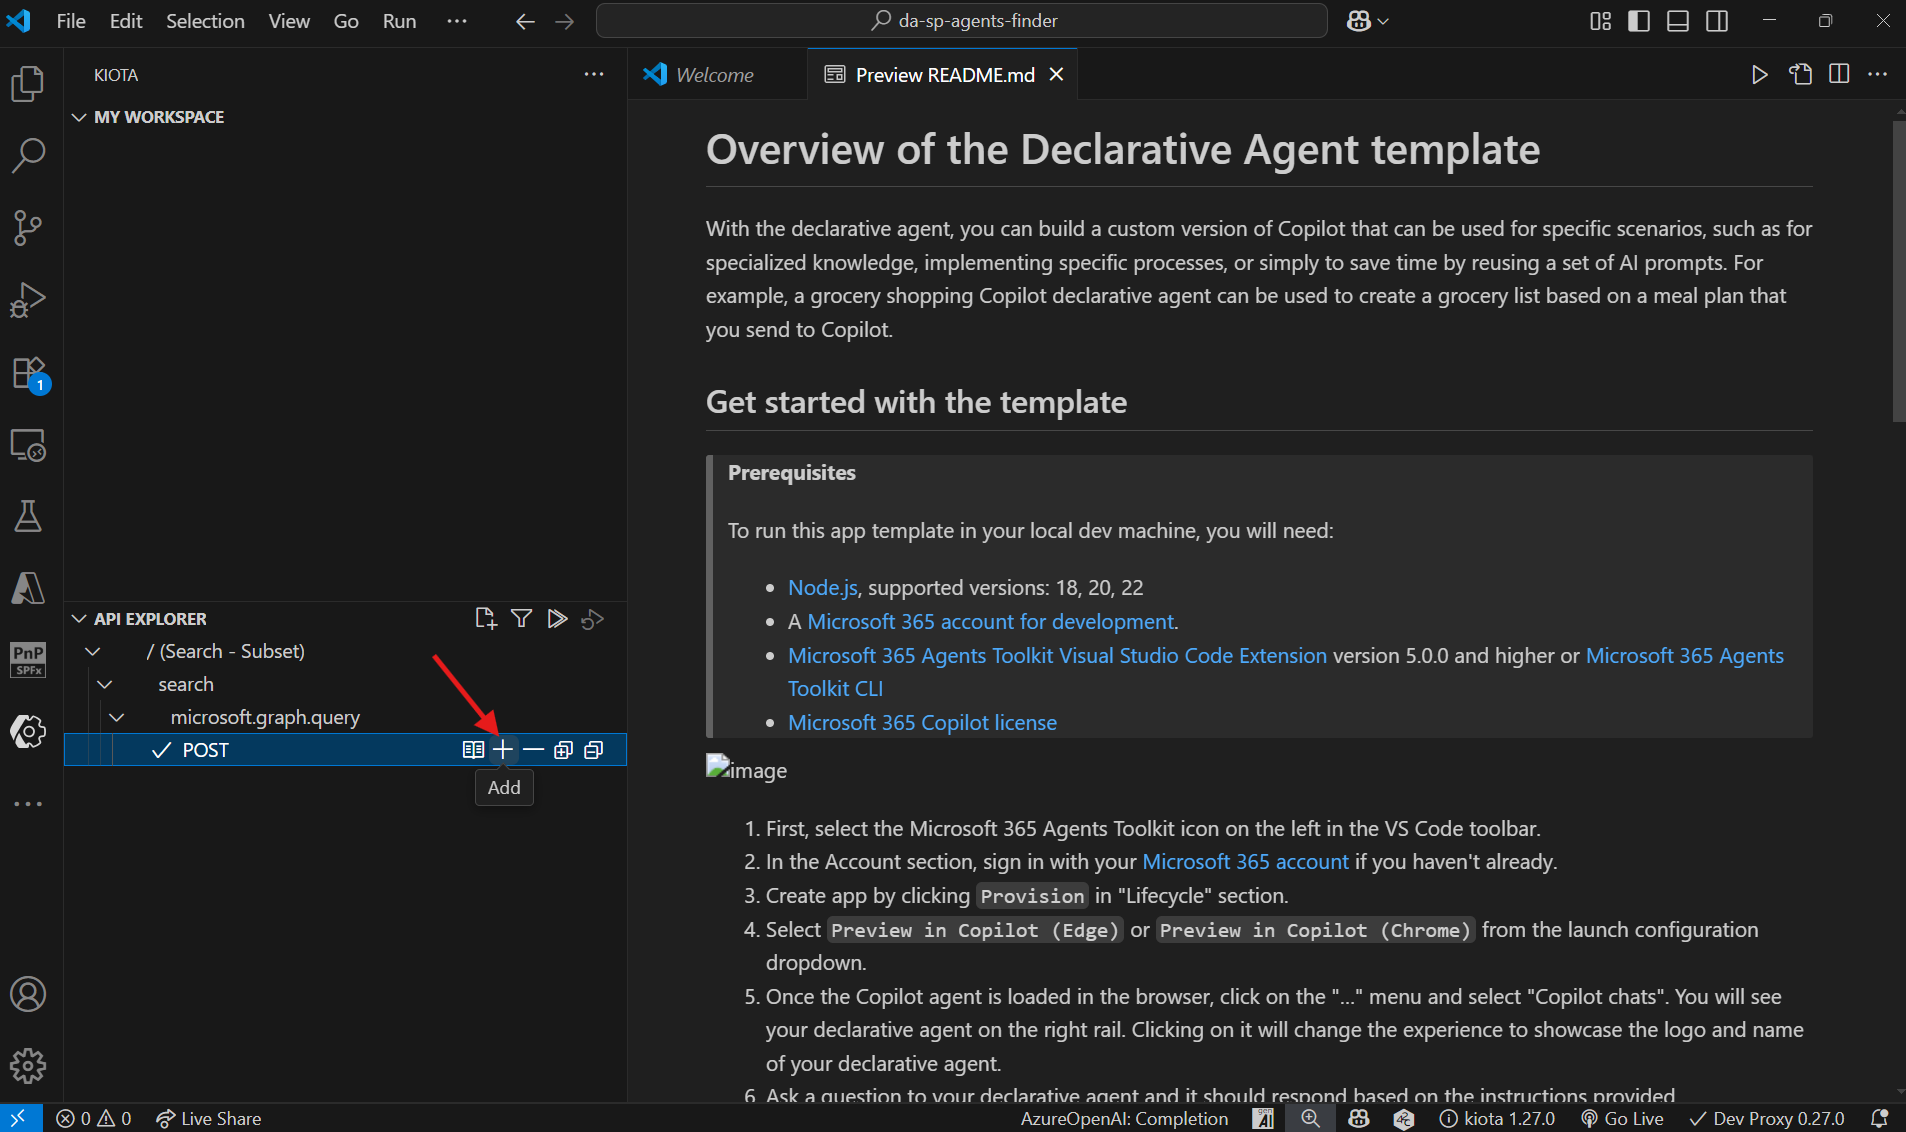 File Edit Selection View Go Run ··· da-sp-agents-finder
KIOTA
Welcome
Preview README.md
MY WORKSPACE
Overview of the Declarative Agent template
With the declarative agent, you can build a custom version of Copilot that can be used for specific scenarios, such as for
specialized knowledge, implementing specific processes, or simply to save time by reusing a set of AI prompts. For
example, a grocery shopping Copilot declarative agent can be used to create a grocery list based on a meal plan that
you send to Copilot.
Get started with the template
Prerequisites
To run this app template in your local dev machine, you will need:
• Node.js, supported versions: 18, 20, 22
• A Microsoft 365 account for development.
• Microsoft 365 Agents Toolkit Visual Studio Code Extension version 5.0.0 and higher or Microsoft 365 Agents
Toolkit CLI
• Microsoft 365 Copilot license
image
1. First, select the Microsoft 365 Agents Toolkit icon on the left in the VS Code toolbar.
2. In the Account section, sign in with your Microsoft 365 account if you haven't already.
3. Create app by clicking Provision in "Lifecycle" section.
4. Select Preview in Copilot (Edge) or Preview in Copilot (Chrome) from the launch configuration
dropdown.
5. Once the Copilot agent is loaded in the browser, click on the "..." menu and select "Copilot chats". You will see
your declarative agent on the right rail. Clicking on it will change the experience to showcase the logo and name
of your declarative agent.
6. Ask a question to your declarative agent and it should respond based on the instructions provided
1
PnP
SPFx
API EXPLORER
/ (Search - Subset)
search
microsoft.graph.query
POST
Add
0 0 Live Share AzureOpenAI: Completion AI kiota 1.27.0 Go Live Dev Proxy 0.27.0